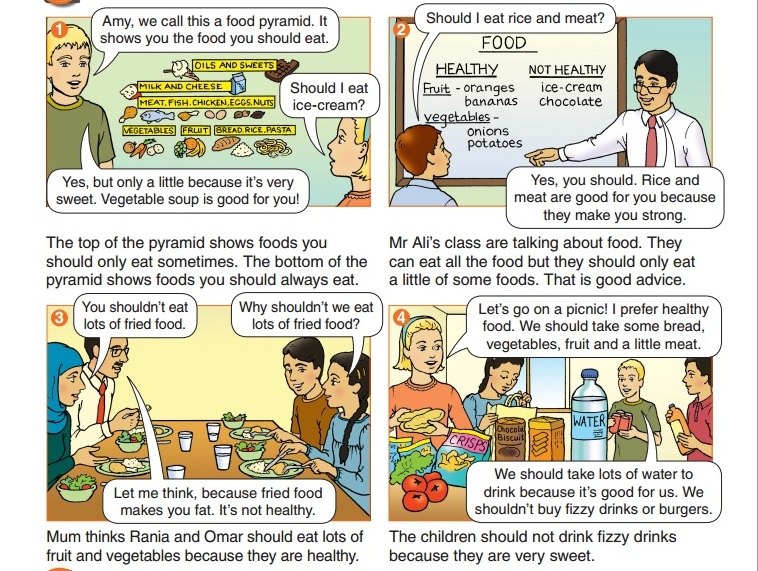 1
Amy, we call this a food pyramid. It
shows you the food you should eat.
OILS AND SWEETS
MILK AND CHEESE
MEAT, FISH, CHICKEN, EGGS, NUTS
VEGETABLES
FRUIT
BREAD, RICE, PASTA
Should I eat
ice-cream?
Yes, but only a little because it's very
sweet. Vegetable soup is good for you!
The top of the pyramid shows foods you
should only eat sometimes. The bottom of the
pyramid shows foods you should always eat.
2
Should I eat rice and meat?
FOOD
HEALTHY
Fruit - oranges
bananas
vegetables -
onions
potatoes
NOT HEALTHY
ice-cream
chocolate
Yes, you should. Rice and
meat are good for you because
they make you strong.
Mr Ali's class are talking about food. They
can eat all the food but they should only eat
a little of some foods. That is good advice.
3
You shouldn't eat
lots of fried food.
Why shouldn't we eat
lots of fried food?
Let me think, because fried food
makes you fat. It's not healthy.
Mum thinks Rania and Omar should eat lots of
fruit and vegetables because they are healthy.
4
Let's go on a picnic! I prefer healthy
food. We should take some bread,
vegetables, fruit and a little meat.
CRISPS
Chocola
Biscuit
WATER
We should take lots of water to
drink because it's good for us. We
shouldn't buy fizzy drinks or burgers.
The children should not drink fizzy drinks
because they are very sweet.